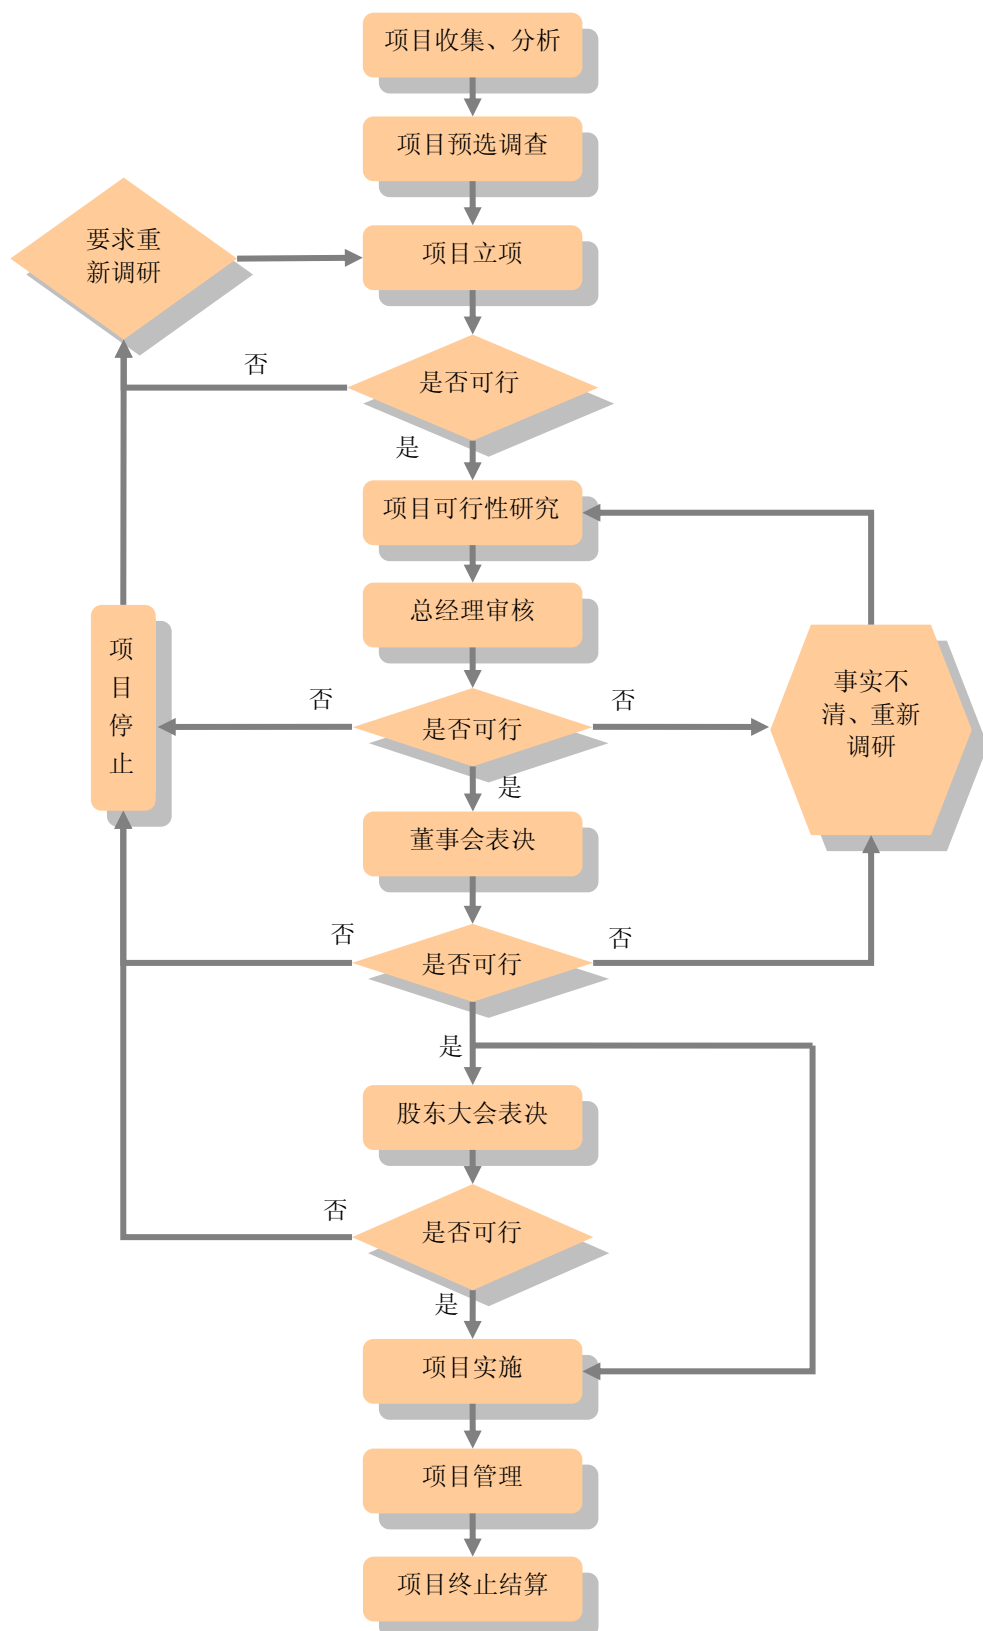 项目收集、分析
项目预选调查
要求重
新调研
项目立项
否
是否可行
是
项目可行性研究
总经理审核
项
目
停
止
否
是否可行
否
事实不
清、重新
调研
是
董事会表决
否
是否可行
否
是
股东大会表决
否
是否可行
是
项目实施
项目管理
项目终止结算